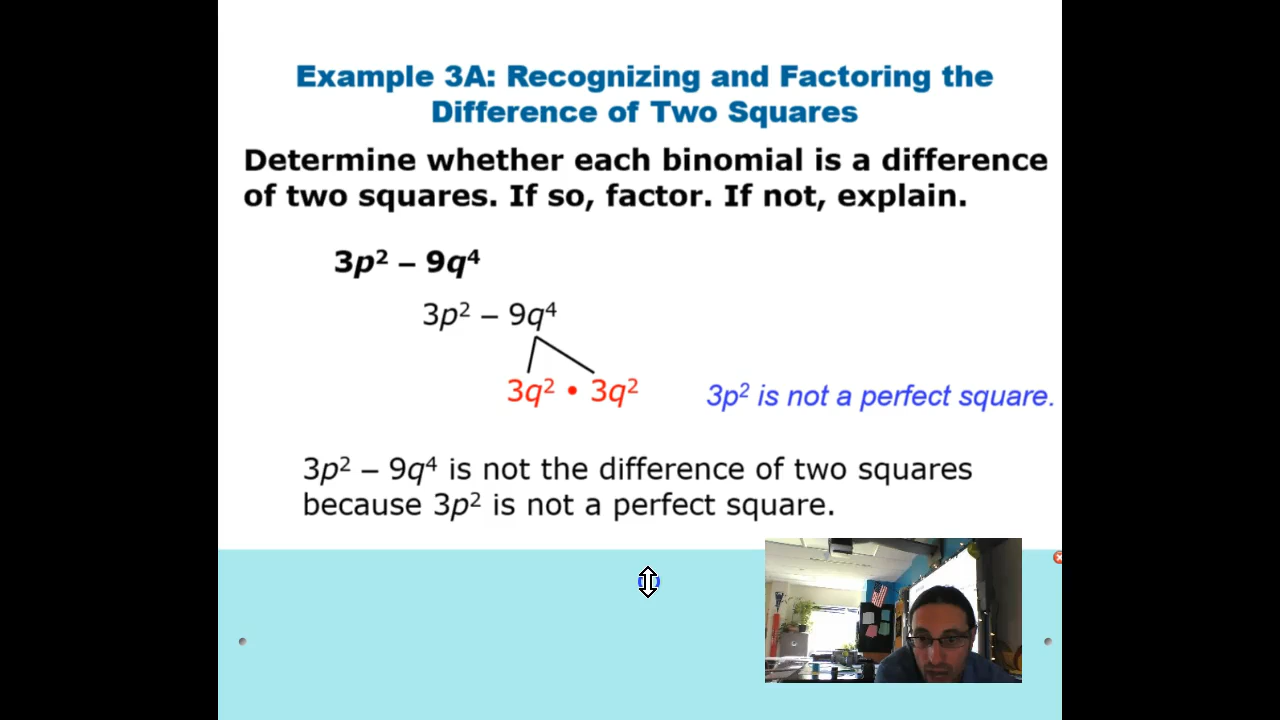 Example 3A: Recognizing and Factoring the
Difference of Two Squares
Determine whether each binomial is a difference
of two squares. If so, factor. If not, explain.
3p² – 9q⁴
3p² – 9q⁴
3q² • 3q² 3p² is not a perfect square.
3p² – 9q⁴ is not the difference of two squares
because 3p² is not a perfect square.